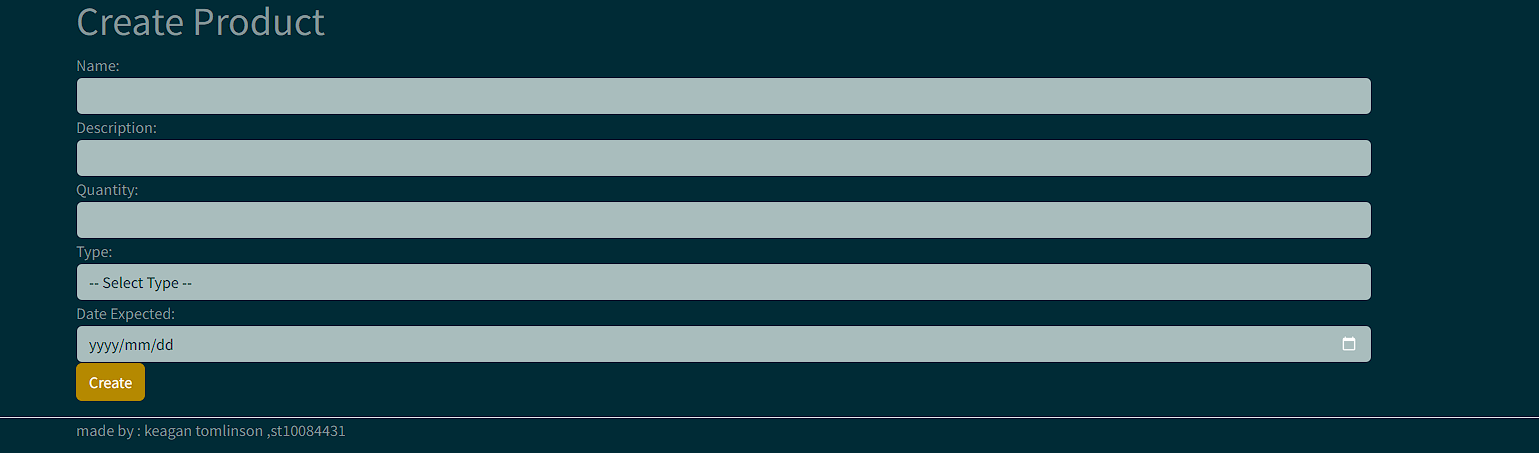 Create Product
Name:
Description:
Quantity:
Type:
-- Select Type --
Date Expected:
yyyy/mm/dd
Create
made by : keagan tomlinson ,st10084431